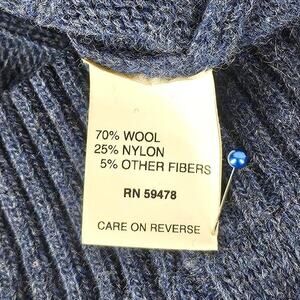 70% WOOL
25% NYLON
5% OTHER FIBERS
RN 59478
CARE ON REVERSE